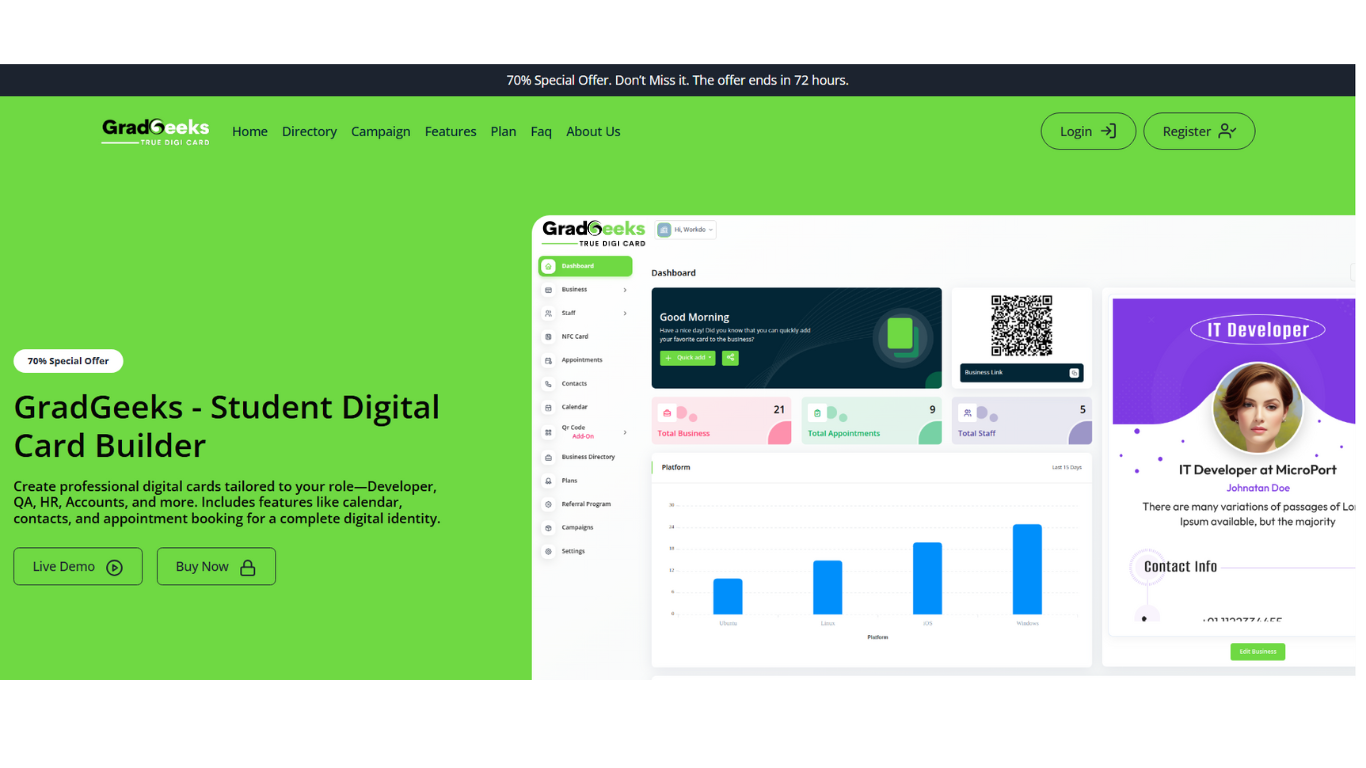 70% Special Offer. Don't Miss it. The offer ends in 72 hours.
GradGeeks
TRUE DIGI CARD
Home Directory Campaign Features Plan Faq About Us
Login Register
GradGeeks
TRUE DIGI CARD
Hi, Workdo
Dashboard
Business
Staff
NFC Card
Appointments
Contacts
Calendar
Qr Code
Add-On
Business Directory
Plans
Referral Program
Campaigns
Settings
Dashboard
Good Morning
Have a nice day! Did you know that you can quickly add
your favorite card to the business?
Quick add
Business Link
21
Total Business
9
Total Appointments
5
Total Staff
Platform
Last 15 Days
30
24
18
12
6
0
Ubuntu Linux iOS Windows
Platform
IT Developer
IT Developer at MicroPort
Johnatan Doe
There are many variations of passages of Lor
Ipsum available, but the majority
Contact Info
Edit Business
70% Special Offer
GradGeeks - Student Digital
Card Builder
Create professional digital cards tailored to your role—Developer,
QA, HR, Accounts, and more. Includes features like calendar,
contacts, and appointment booking for a complete digital identity.
Live Demo Buy Now